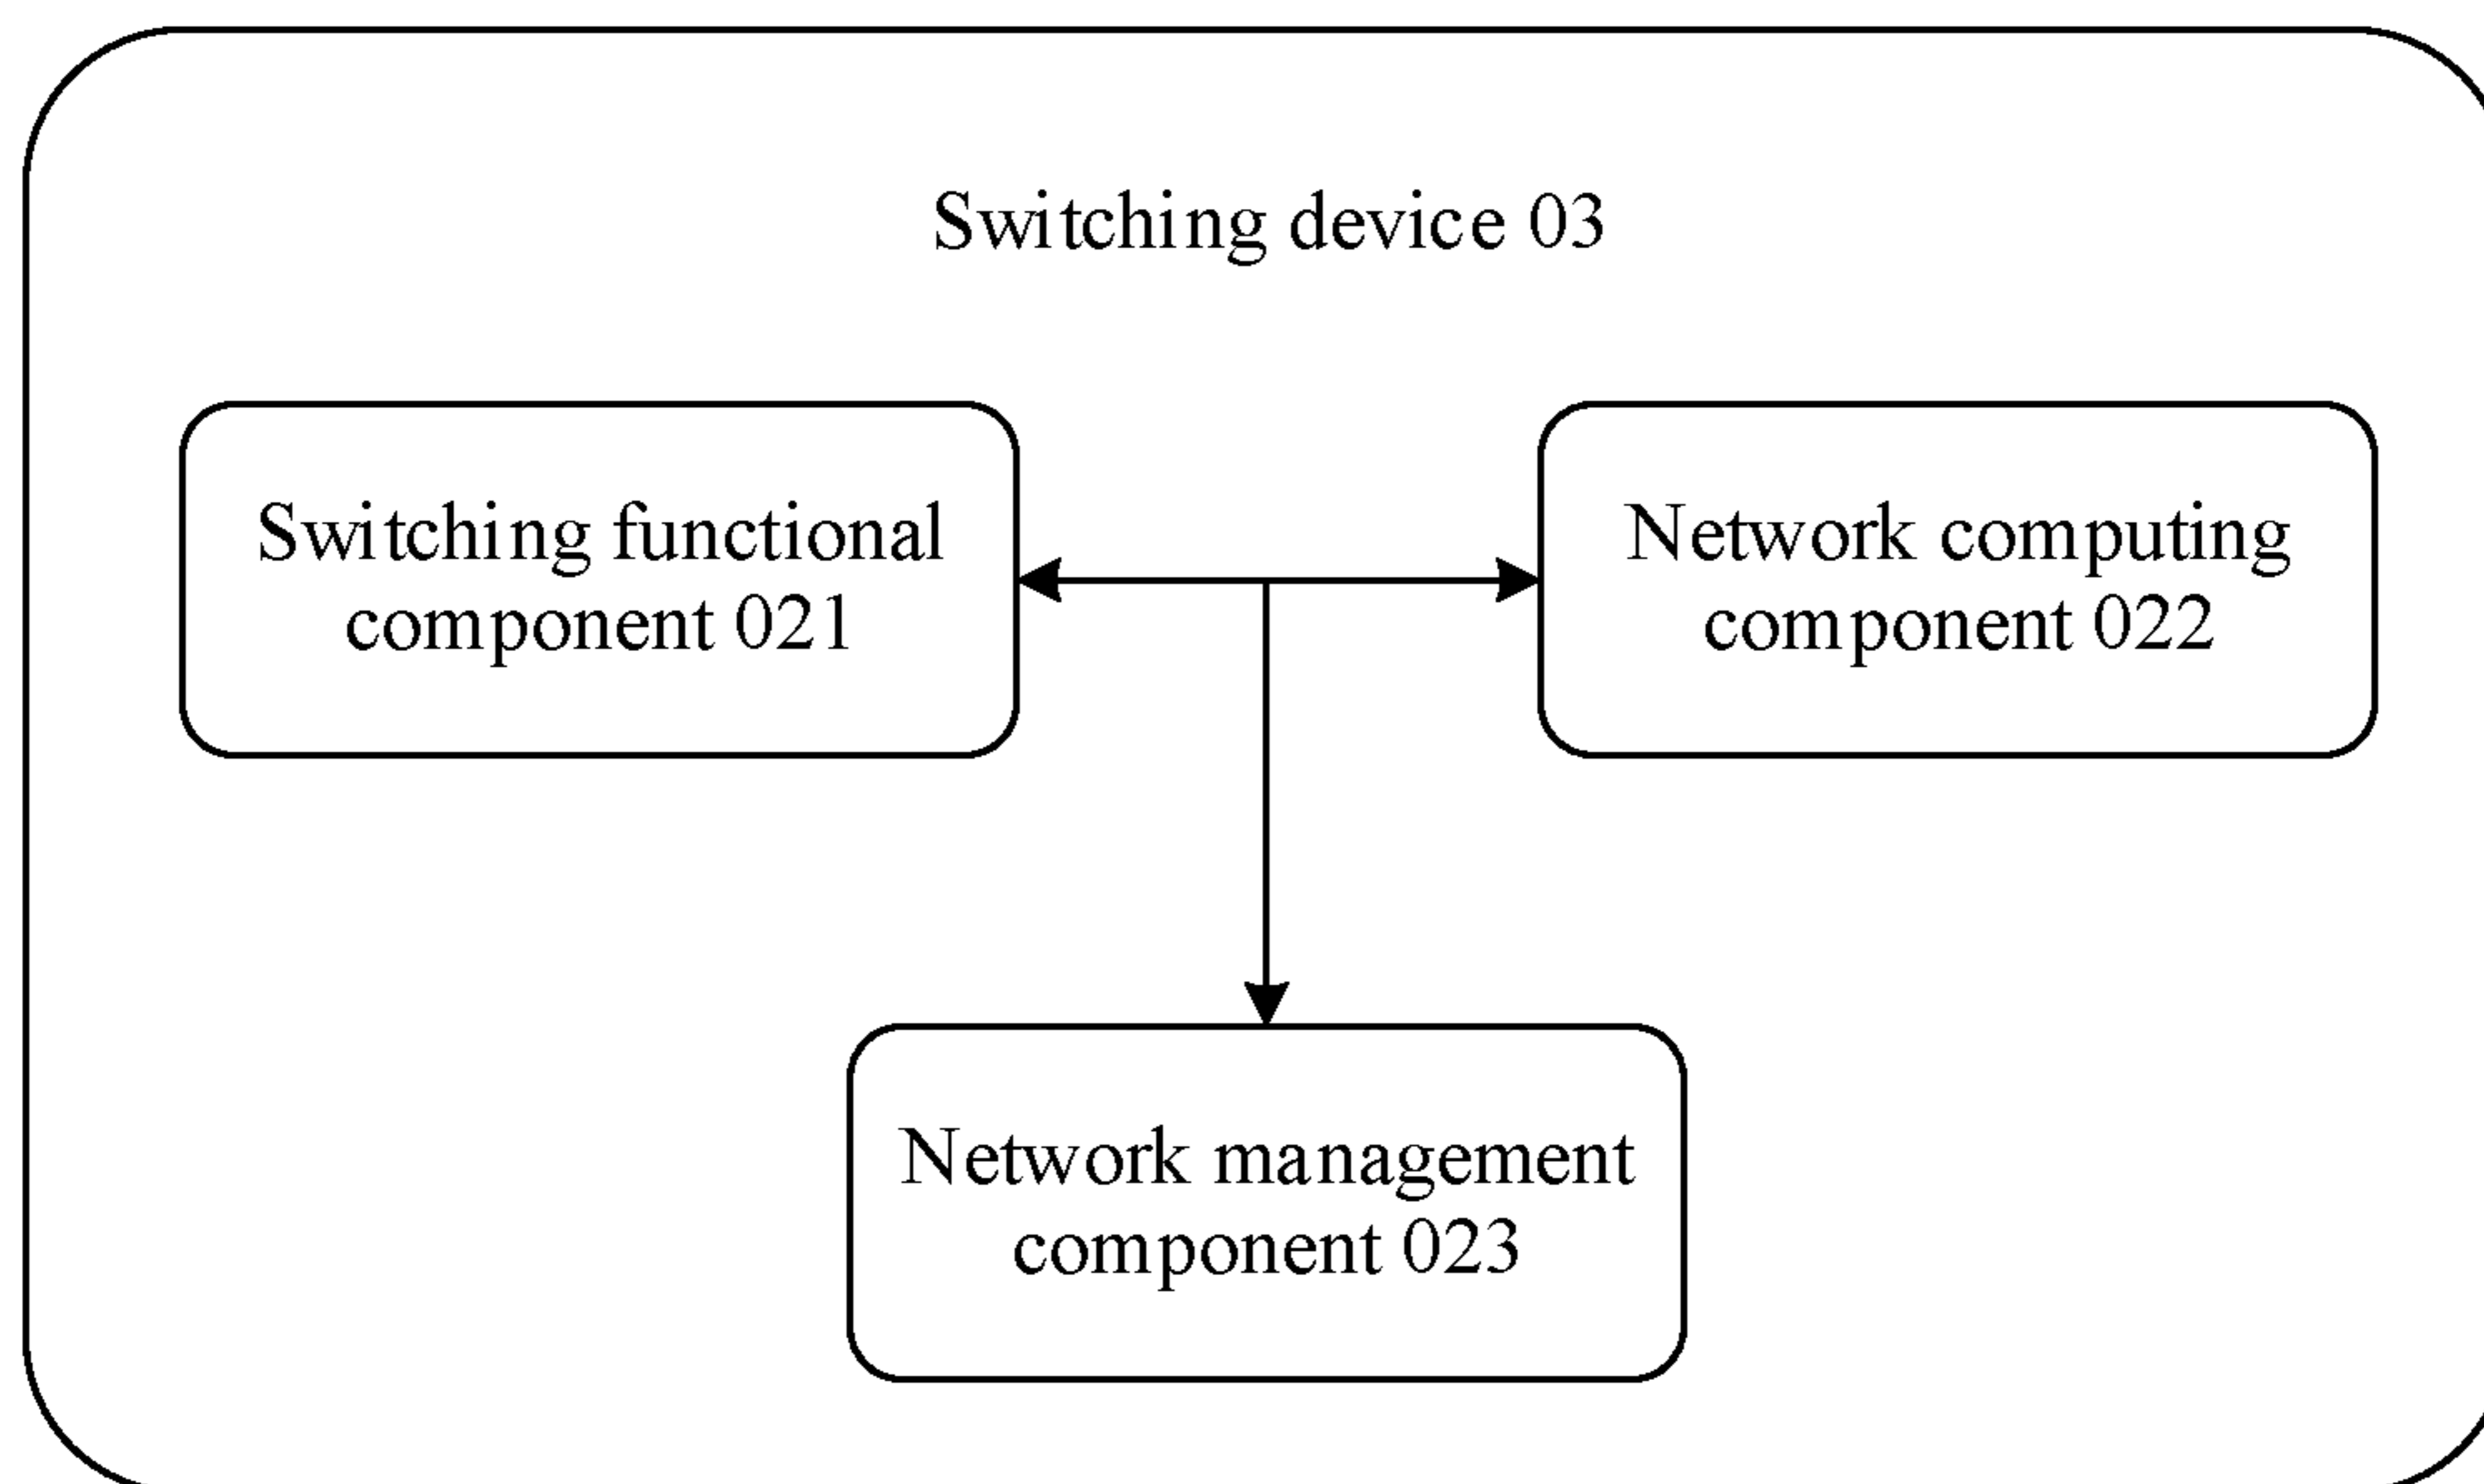 Switching device 03
Switching functional
component 021
Network computing
component 022
Network management
component 023